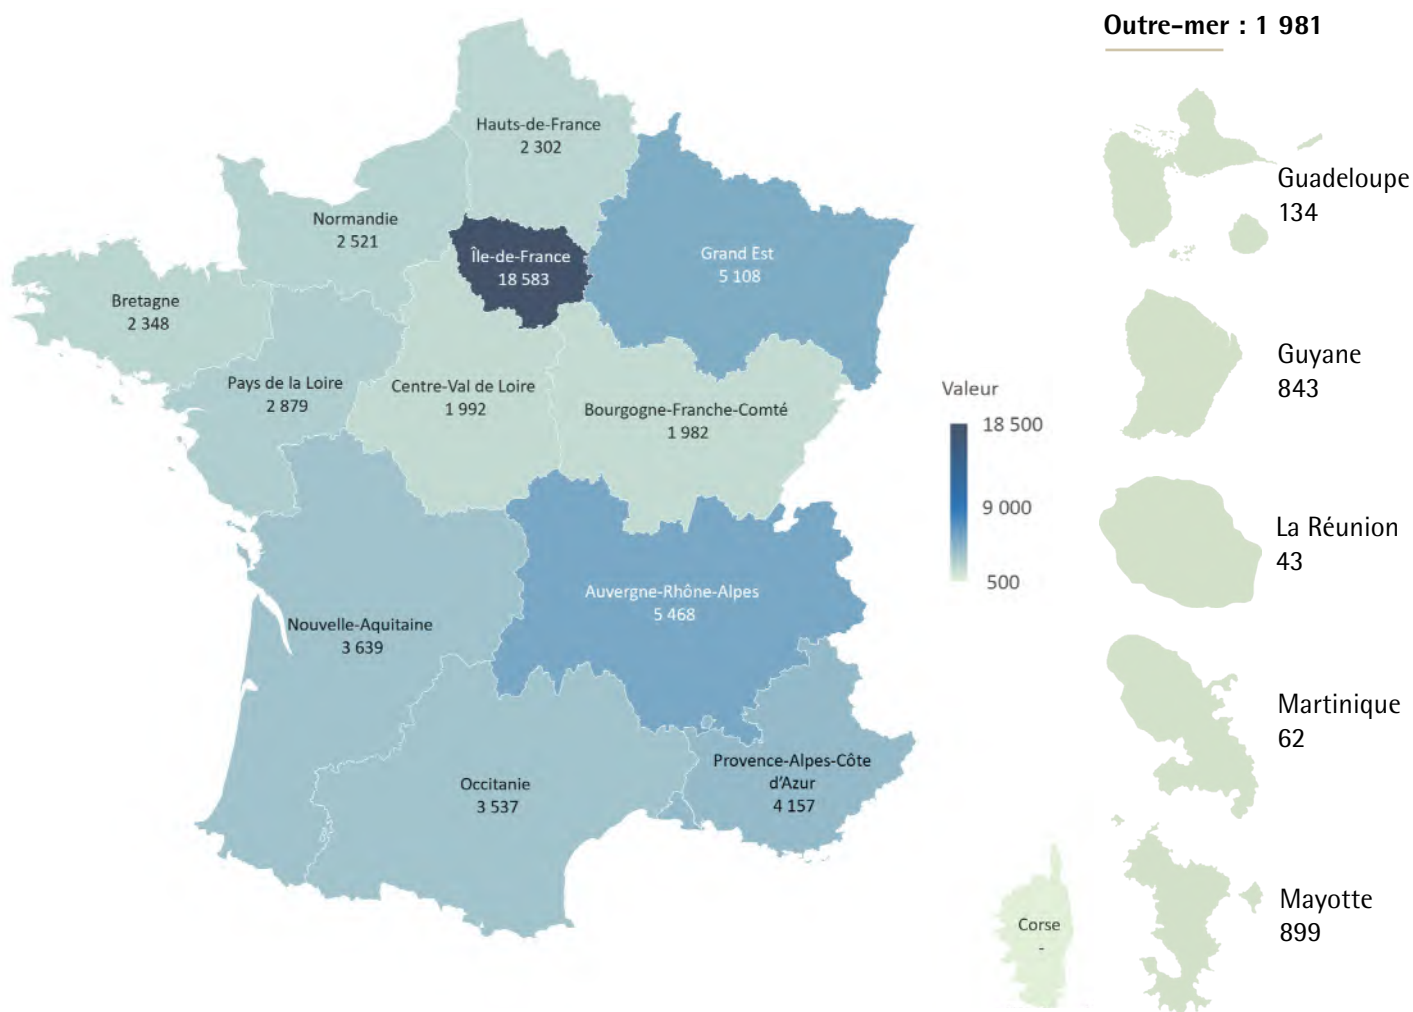 Outre-mer : 1 981
Hauts-de-France
2 302
Normandie
2 521
Île-de-France
18 583
Grand Est
5 108
Bretagne
2 348
Pays de la Loire
2 879
Centre-Val de Loire
1 992
Bourgogne-Franche-Comté
1 982
Auvergne-Rhône-Alpes
5 468
Nouvelle-Aquitaine
3 639
Occitanie
3 537
Provence-Alpes-Côte
d'Azur
4 157
Corse
-
Valeur
18 500
9 000
500
Guadeloupe
134
Guyane
843
La Réunion
43
Martinique
62
Mayotte
899